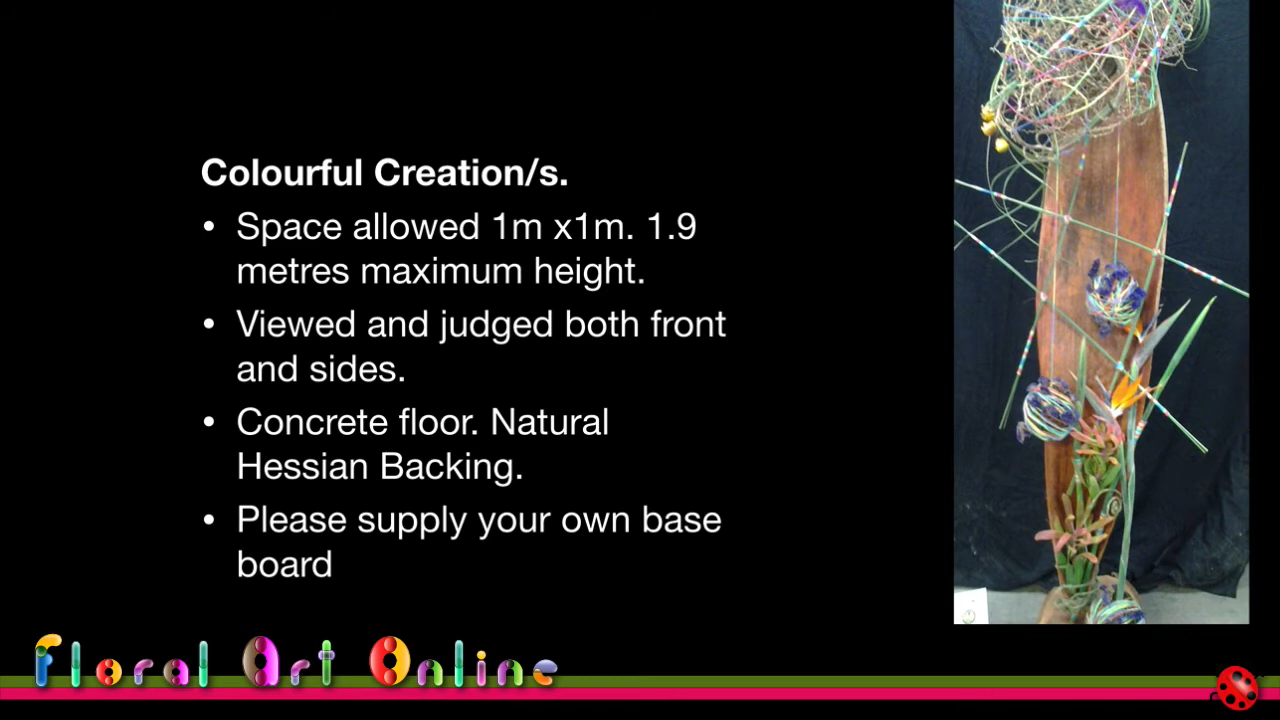 Colourful Creation/s.
• Space allowed 1m x1m. 1.9
metres maximum height.
• Viewed and judged both front
and sides.
• Concrete floor. Natural
Hessian Backing.
• Please supply your own base
board
Floral Art Online